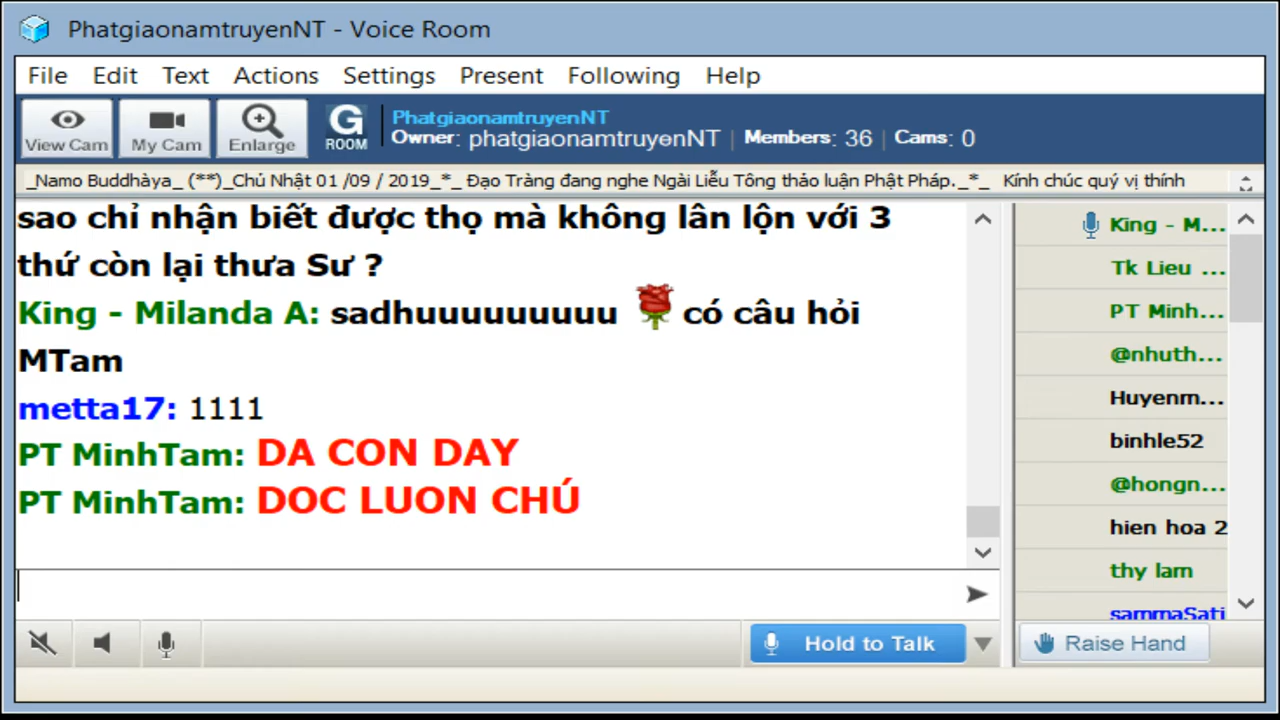 PhatgiaonamtruyenNT - Voice Room
File Edit Text Actions Settings Present Following Help
View Cam My Cam Enlarge G ROOM
PhatgiaonamtruyenNT
Owner: phatgiaonamtruyenNT | Members: 36 | Cams: 0
_Namo Buddhàya_ (**)_Chủ Nhật 01 /09 / 2019_*_ Đạo Tràng đang nghe Ngài Liễu Tông thảo luận Phật Pháp._*_ Kính chúc quý vị thính
sao chỉ nhận biết được thọ mà không lân lộn với 3
thứ còn lại thưa Sư ?
King - Milanda A: sadhuuuuuuuuu có câu hỏi
MTam
metta17: 1111
PT MinhTam: DA CON DAY
PT MinhTam: DOC LUON CHÚ
King - M...
Tk Lieu ...
PT Minh...
@nhuth...
Huyenm...
binhle52
@hongn...
hien hoa 2
thy lam
sammaSati
Hold to Talk
Raise Hand